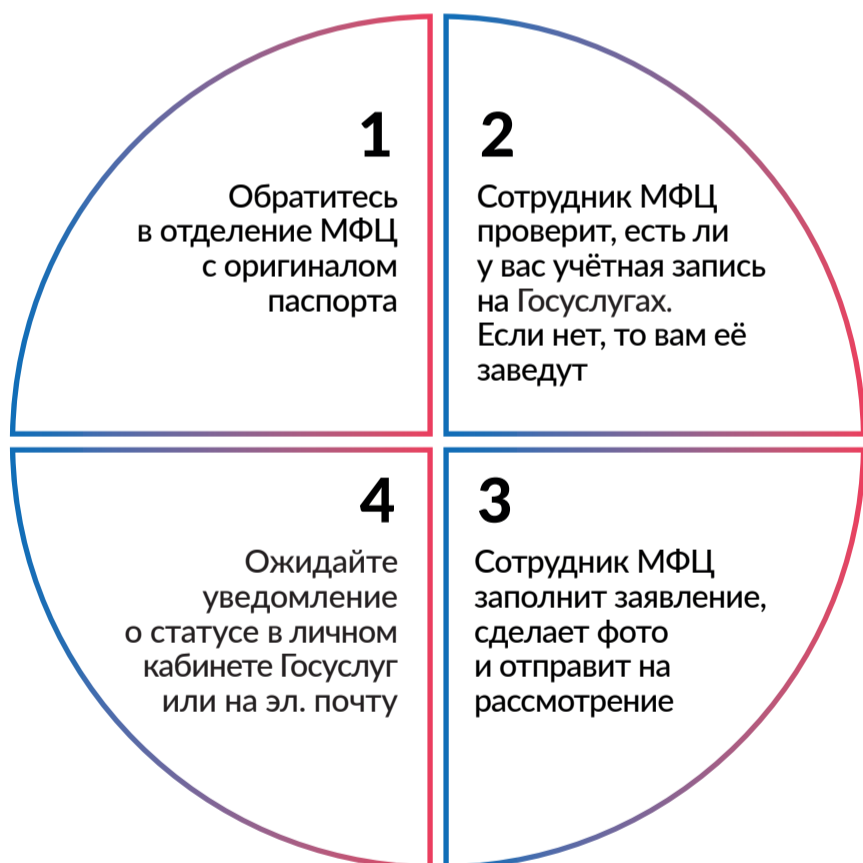 1
Обратитесь
в отделение МФЦ
с оригиналом
паспорта
2
Сотрудник МФЦ
проверит, есть ли
у вас учётная запись
на Госуслугах.
Если нет, то вам её
заведут
3
Сотрудник МФЦ
заполнит заявление,
сделает фото
и отправит на
рассмотрение
4
Ожидайте
уведомление
о статусе в личном
кабинете Госуслуг
или на эл. почту